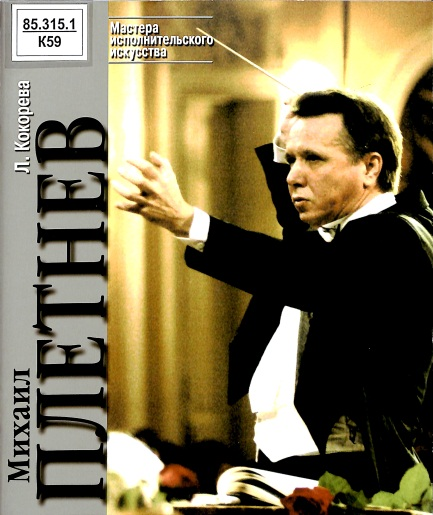 85.315.1
К59
Мастера
исполнительского
искусства
Л. Кокорева
Михаил
ПЛЕТНЕВ